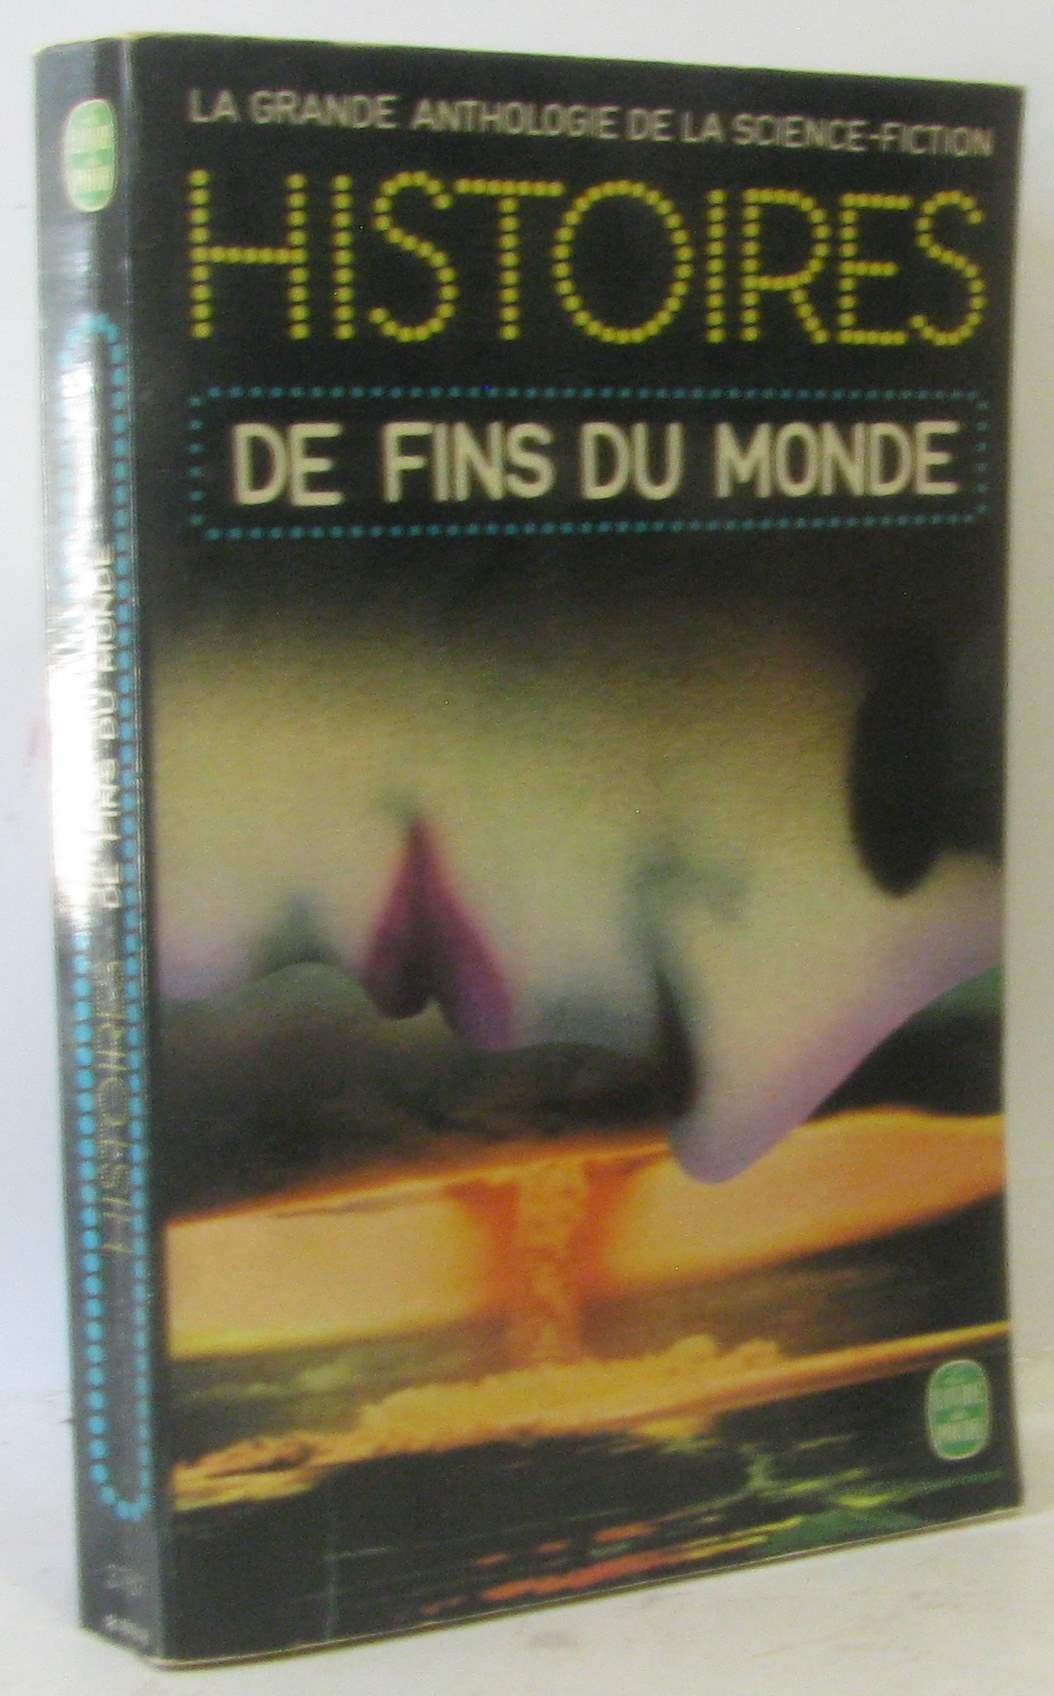 LA GRANDE ANTHOLOGIE DE LA SCIENCE-FICTION
HISTOIRES
DE FINS DU MONDE
HISTOIRES DE FINS DU MONDE